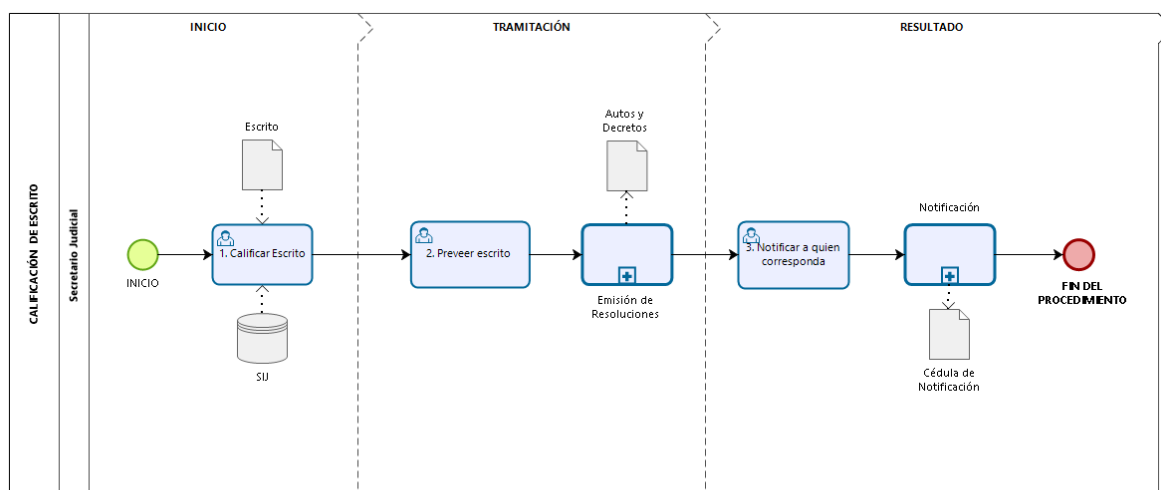 CALIFICACIÓN DE ESCRITO
Secretario Judicial
INICIO
TRAMITACIÓN
RESULTADO
Escrito
INICIO
1. Calificar Escrito
SIJ
2. Preveer escrito
Autos y
Decretos
Emisión de
Resoluciones
3. Notificar a quien
corresponda
Notificación
Cédula de
Notificación
FIN DEL
PROCEDIMIENTO